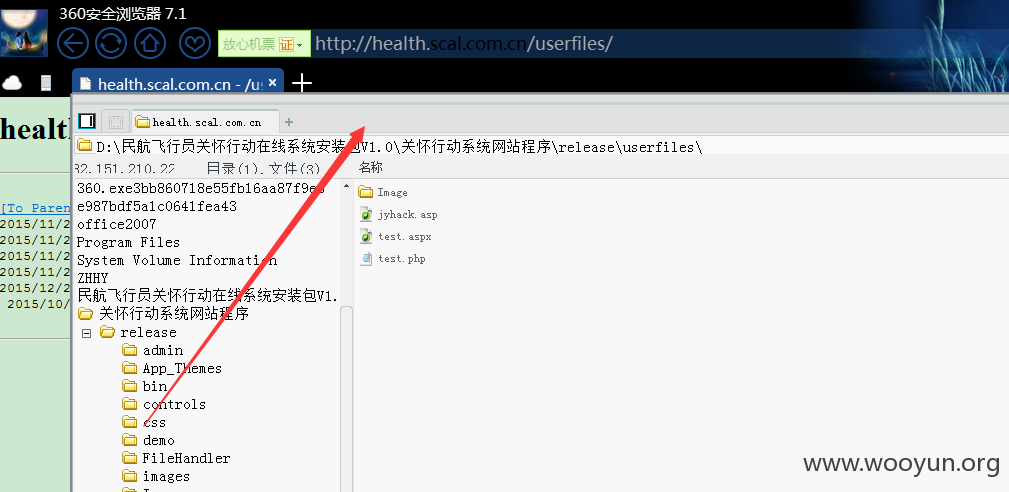 360安全浏览器 7.1
放心机票 证 http://health.scal.com.cn/userfiles/
health.scal.com.cn - /us
health.scal.com.cn
D:\民航飞行员关怀行动在线系统安装包V1.0\关怀行动系统网站程序\release\userfiles\
82.151.210.22 目录(1),文件(3) 名称
[To Paren
2015/11/2
2015/11/2
2015/11/2
2015/11/2
2015/12/2
2015/10/
e987bdf5a1c0641fea43
office2007
Program Files
System Volume Information
ZHHY
民航飞行员关怀行动在线系统安装包V1.
关怀行动系统网站程序
release
admin
App_Themes
bin
controls
css
demo
FileHandler
images
Image
jyhack.asp
test.aspx
test.php
www.wooyun.org